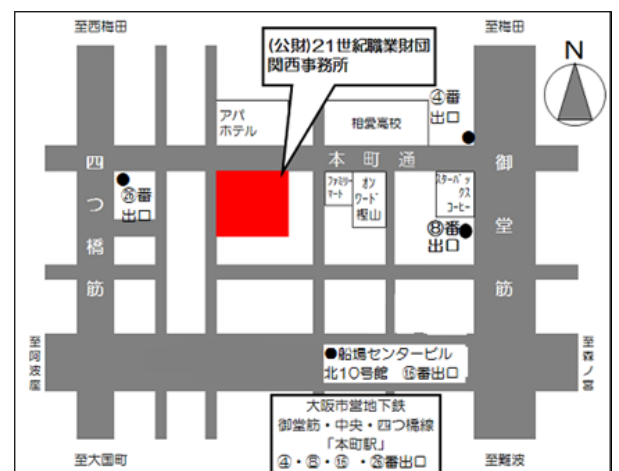 至西梅田
至梅田
(公財)21世紀職業財団
関西事務所
N
④番
出口
アパ
ホテル
相愛高校
本町通
四つ橋筋
御堂筋
㉘番
出口
ファミリー
マート
オン
ワード
樫山
スターバッ
クス
コーヒー
⑧番
出口
至阿波座
至森ノ宮
●船場センタービル
北10号館 ⑮番出口
大阪市営地下鉄
御堂筋・中央・四つ橋線
「本町駅」
④・⑧・⑮・㉘番出口
至大国町
至難波